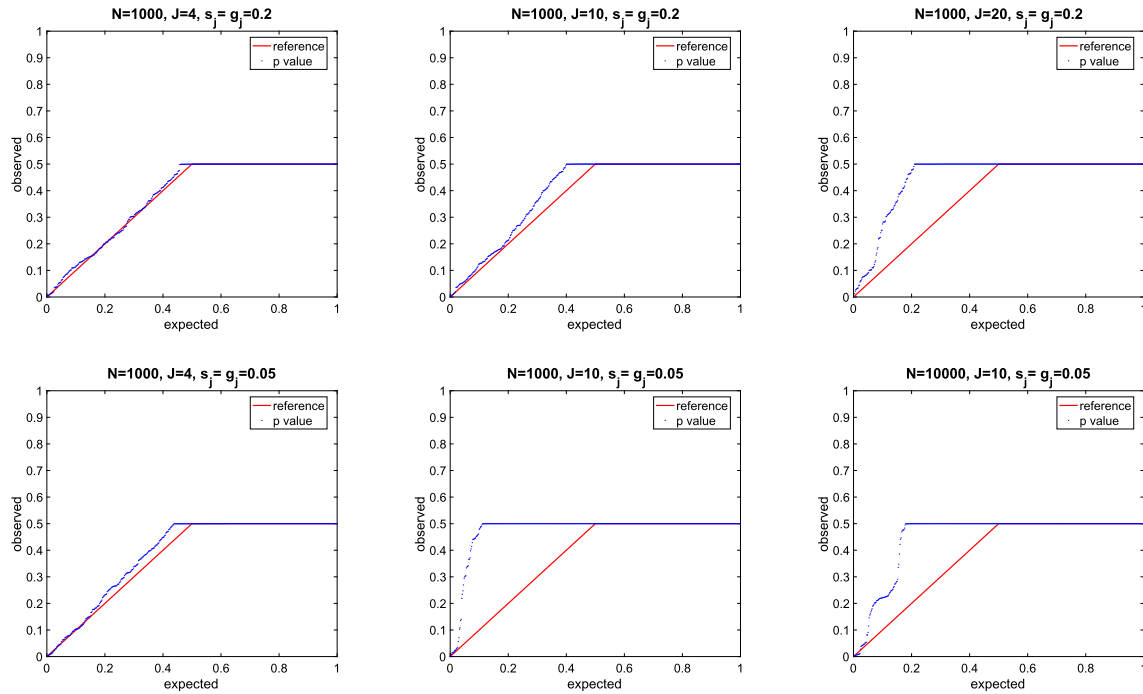 N=1000, J=4, s_j= g_j=0.2
1
0.9
0.8
0.7
0.6
0.5
0.4
0.3
0.2
0.1
0
observed
reference
p value
0 0.2 0.4 0.6 0.8 1
expected
N=1000, J=10, s_j= g_j=0.2
1
0.9
0.8
0.7
0.6
0.5
0.4
0.3
0.2
0.1
0
observed
reference
p value
0 0.2 0.4 0.6 0.8 1
expected
N=1000, J=20, s_j= g_j=0.2
1
0.9
0.8
0.7
0.6
0.5
0.4
0.3
0.2
0.1
0
observed
reference
p value
0 0.2 0.4 0.6 0.8 1
expected
N=1000, J=4, s_j= g_j=0.05
1
0.9
0.8
0.7
0.6
0.5
0.4
0.3
0.2
0.1
0
observed
reference
p value
0 0.2 0.4 0.6 0.8 1
expected
N=1000, J=10, s_j= g_j=0.05
1
0.9
0.8
0.7
0.6
0.5
0.4
0.3
0.2
0.1
0
observed
reference
p value
0 0.2 0.4 0.6 0.8 1
expected
N=10000, J=10, s_j= g_j=0.05
1
0.9
0.8
0.7
0.6
0.5
0.4
0.3
0.2
0.1
0
observed
reference
p value
0 0.2 0.4 0.6 0.8 1
expected